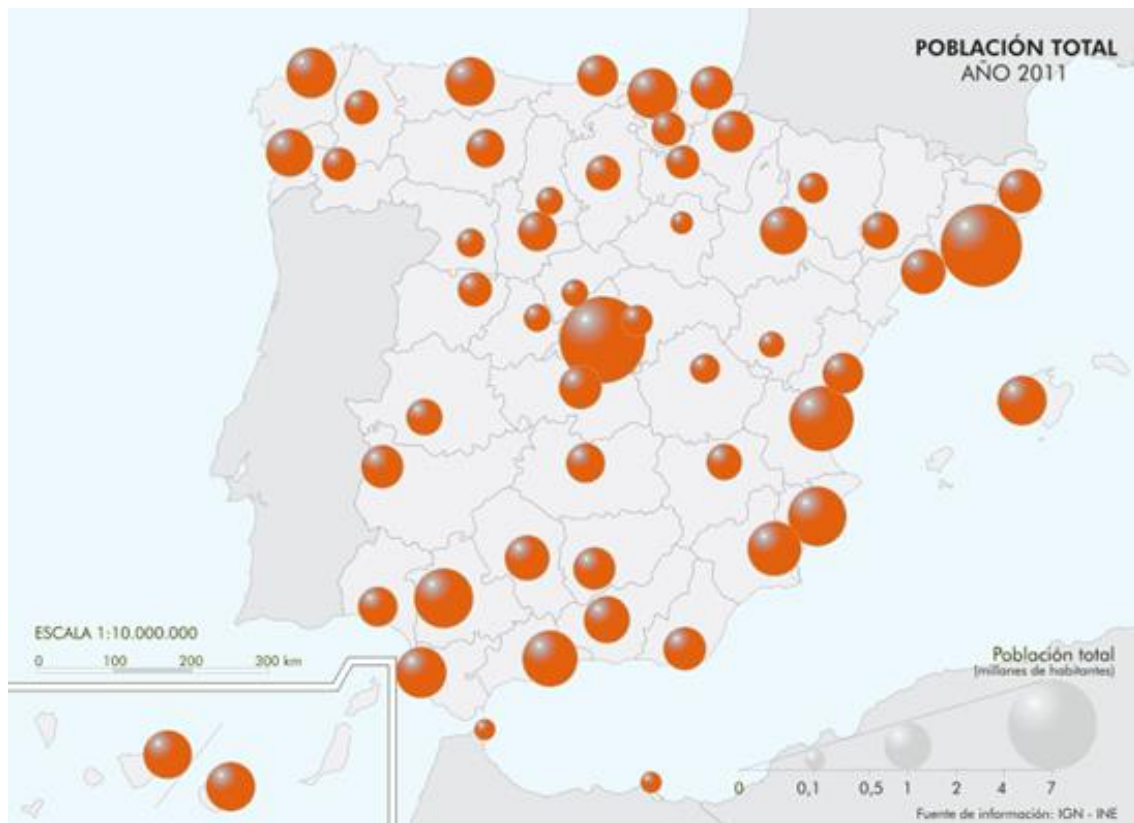 POBLACIÓN TOTAL
AÑO 2011
ESCALA 1:10.000.000
0 100 200 300 km
Población total
(millones de habitantes)
0 0,1 0,5 1 2 4 7
Fuente de información: IGN - INE